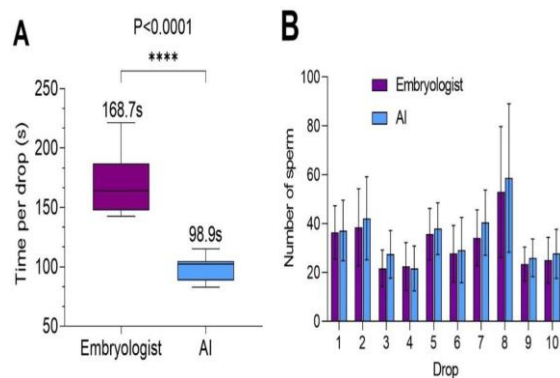 A
P<0.0001
****
250
200
150
100
50
Time per drop (s)
168.7s
98.9s
Embryologist
AI
B
Embryologist
AI
100
80
60
40
20
0
Number of sperm
1 2 3 4 5 6 7 8 9 10
Drop